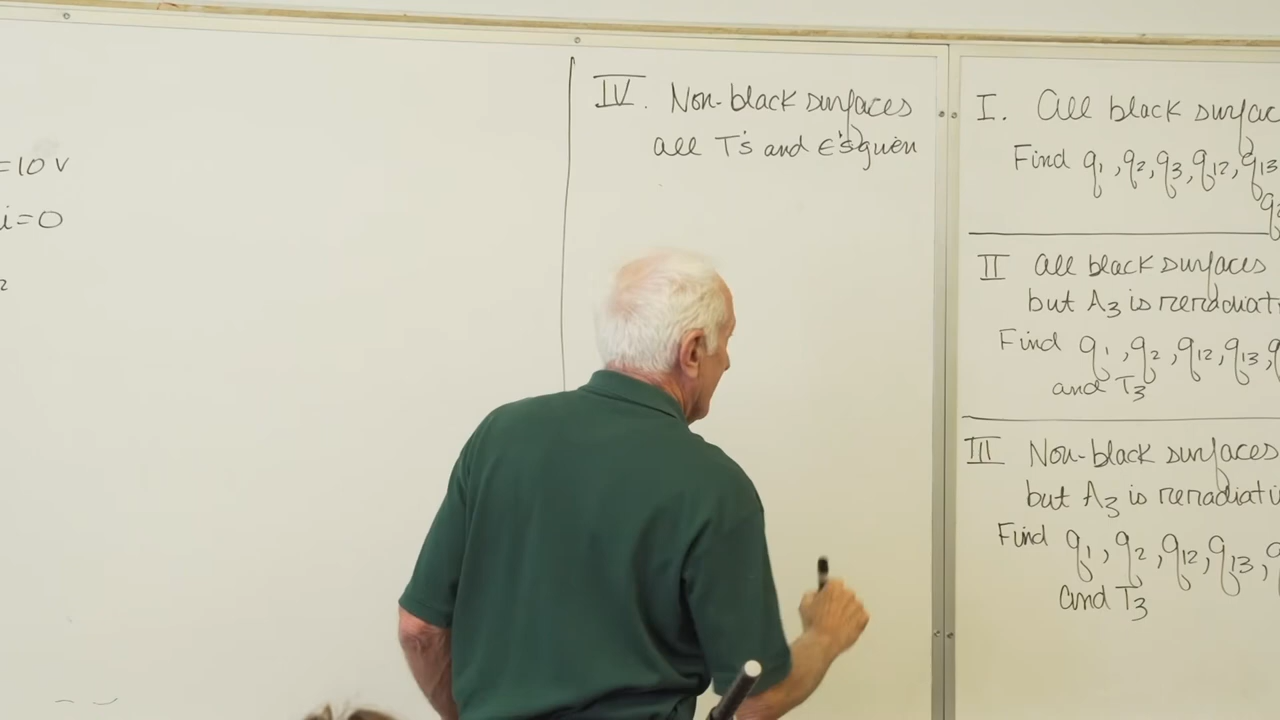 =10 v
i=0
2
IV. Non-black surfaces
all T's and ϵ's given
I. All black surfac
Find q1, q2, q3, q12, q13
q2
II All black surfaces
but A3 is reradiat
Find q1, q2, q12, q13,
and T3
III Non-black surfaces
but A3 is reradiati
Find q1, q2, q12, q13,
and T3